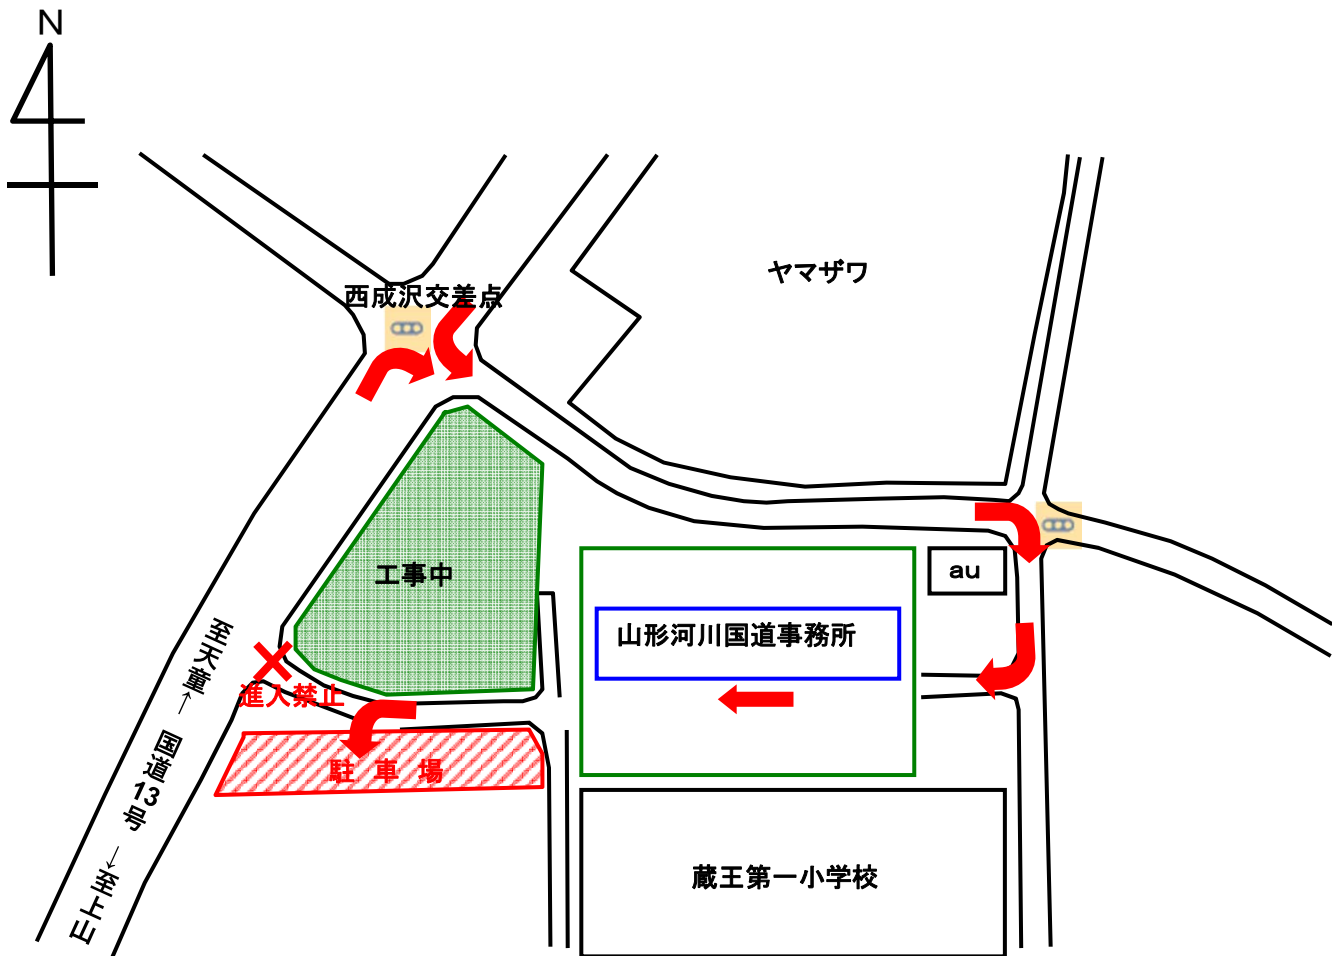 N
ヤマザワ
西成沢交差点
工事中
au
山形河川国道事務所
至天童→ 国道13号 ←至上山
進入禁止
駐 車 場
蔵王第一小学校